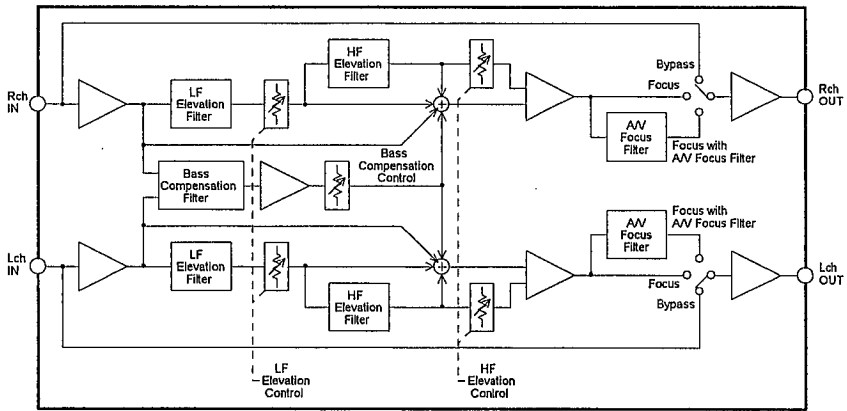 HF
Elevation
Filter
Bypass
Rch
IN
LF
Elevation
Filter
Focus
Rch
OUT
A/V
Focus
Filter
Focus with
A/V Focus Filter
Bass
Compensation
Filter
Bass
Compensation
Control
Focus with
A/V Focus Filter
A/V
Focus
Filter
Lch
IN
LF
Elevation
Filter
Focus
Lch
OUT
Bypass
HF
Elevation
Filter
LF
Elevation
Control
HF
Elevation
Control